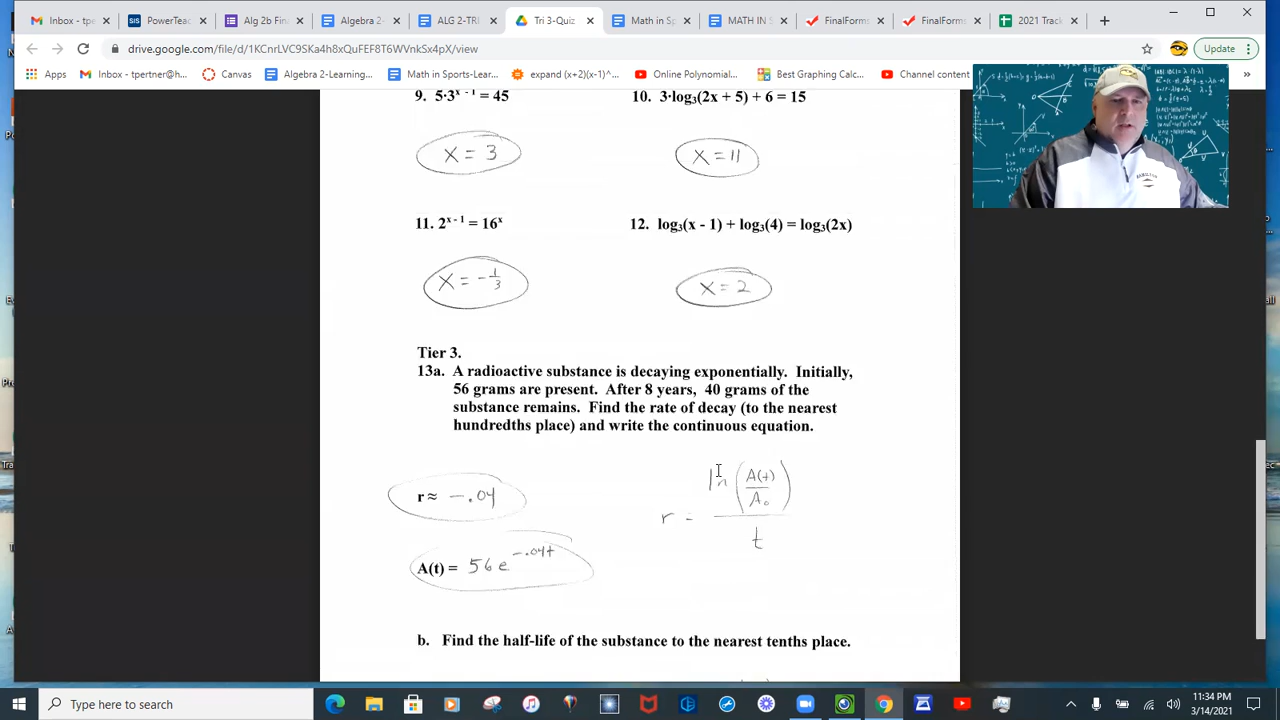 Inbox - tpe
PowerTeac
Alg 2b Fin
Algebra 2-
ALG 2-TRI
Tri 3-Quiz
Math in Sp
MATH IN S
FinalForm
FinalForm
2021 Track
drive.google.com/file/d/1KCnrLVC9SKa4h8xQuFEF8T6WVnkSx4pX/view
Update
Apps
Inbox - tpertner@h...
Canvas
Algebra 2-Learning...
Math in Sports-Lear...
expand (x+2)(x-1)^...
Online Polynomial...
Best Graphing Calc...
Channel content
»
9. 5·3^(x - 1) = 45
10. 3·log₃(2x + 5) + 6 = 15
x = 3
x = 11
11. 2^(x - 1) = 16^x
12. log₃(x - 1) + log₃(4) = log₃(2x)
x = -1/3
x = 2
Tier 3.
13a. A radioactive substance is decaying exponentially. Initially,
56 grams are present. After 8 years, 40 grams of the
substance remains. Find the rate of decay (to the nearest
hundredths place) and write the continuous equation.
r = ln(A(t)/A₀)/t
r ≈ -.04
A(t) = 56e^(-.04t)
b. Find the half-life of the substance to the nearest tenths place.
Type here to search
11:34 PM
3/14/2021